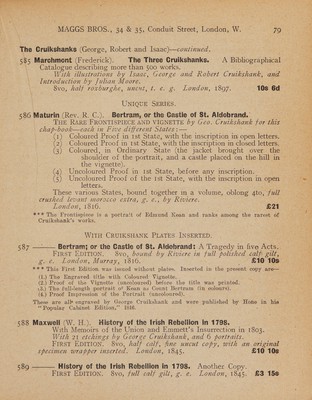 MAGGS BROS., 34 & 35, Conduit Street, London, W. 79
The Cruikshanks (George, Robert and Isaac)—continued.
585 Marchmont (Frederick). The Three Cruikshanks. A Bibliographical
Catalogue describing more than 500 works.
With illustrations by Isaac, George and Robert Cruikshank, and
Introduction by Julian Moore.
8vo, half roxburghe, uncut, t. e. g. London, 1897. 10s 6d
UNIQUE SERIES.
586 Maturin (Rev. R. C.). Bertram, or the Castle of St. Aldobrand.
THE RARE FRONTISPIECE AND VIGNETTE by Geo. Cruikshank for this
chap-book—each in Five different States:—
(1) Coloured Proof in 1st State, with the inscription in open letters.
(2) Coloured Proof in 1st State, with the inscription in closed letters.
(3) Coloured, in Ordinary State (the jacket brought over the
shoulder of the portrait, and a castle placed on the hill in
the vignette).
(4) Uncoloured Proof in 1st State, before any inscription.
(5) Uncoloured Proof of the 1st State, with the inscription in open
letters.
These various States, bound together in a volume, oblong 4to, full
crushed levant morocco extra, g. e., by Riviere.
London, 1816. £21
*** The Frontispiece is a portrait of Edmund Kean and ranks among the rarest of
Cruikshank's works.
WITH CRUIKSHANK PLATES INSERTED.
587 ——— Bertram; or the Castle of St. Aldobrand: A Tragedy in five Acts.
FIRST EDITION. 8vo, bound by Riviere in full polished calf gilt,
g. e. London, Murray, 1816. £10 10s
*** This First Edition was issued without plates. Inserted in the present copy are—
(1) The Engraved title with Coloured Vignette.
(2) Proof of the Vignette (uncoloured) before the title was printed.
(3) The full-length portrait of Kean as Count Bertram (in colours).
(4) Proof Impression of the Portrait (uncoloured).
These are all engraved by George Cruikshank and were published by Hone in his
"Popular Cabinet Edition," 1816.
588 Maxwell (W. H.). History of the Irish Rebellion in 1798.
With Memoirs of the Union and Emmett's Insurrection in 1803.
With 21 etchings by George Cruikshank, and 6 portraits.
FIRST EDITION. 8vo, half calf, fine uncut copy, with an original
specimen wrapper inserted. London, 1845. £10 10s
589 ——— History of the Irish Rebellion in 1798. Another Copy.
FIRST EDITION. 8vo, full calf gilt, g. e. London, 1845. £3 15s